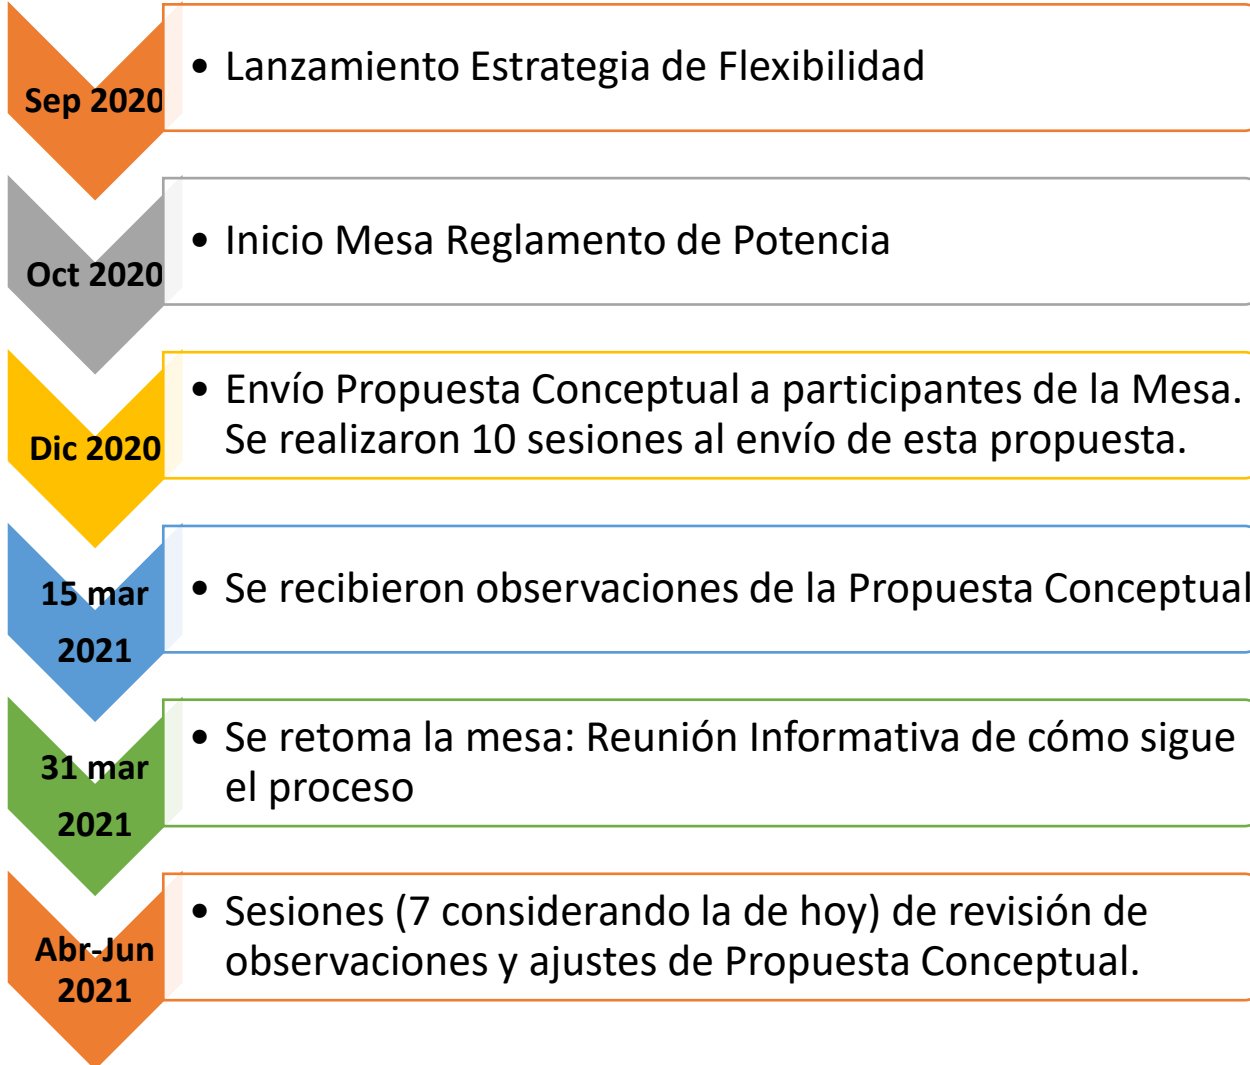 Sep 2020
• Lanzamiento Estrategia de Flexibilidad
Oct 2020
• Inicio Mesa Reglamento de Potencia
Dic 2020
• Envío Propuesta Conceptual a participantes de la Mesa.
Se realizaron 10 sesiones al envío de esta propuesta.
15 mar
2021
• Se recibieron observaciones de la Propuesta Conceptual
31 mar
2021
• Se retoma la mesa: Reunión Informativa de cómo sigue
el proceso
Abr-Jun
2021
• Sesiones (7 considerando la de hoy) de revisión de
observaciones y ajustes de Propuesta Conceptual.